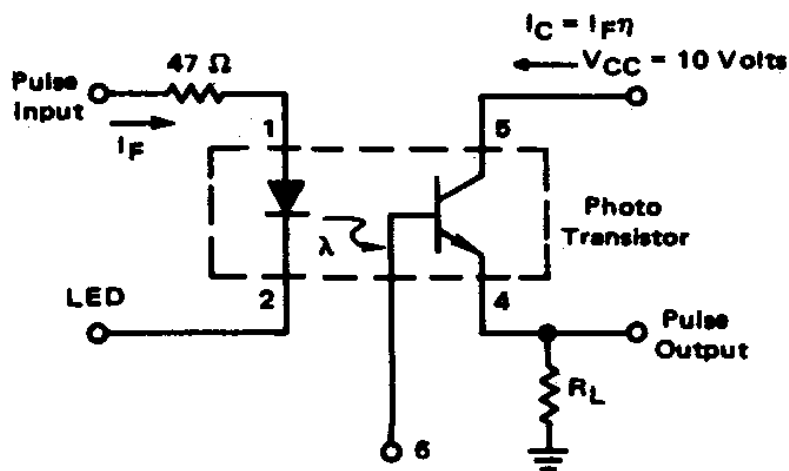 I_C = I_Fη
V_CC = 10 Volts
47 Ω
Pulse
Input
I_F
1
5
Photo
Transistor
λ
2
4
LED
Pulse
Output
R_L
6